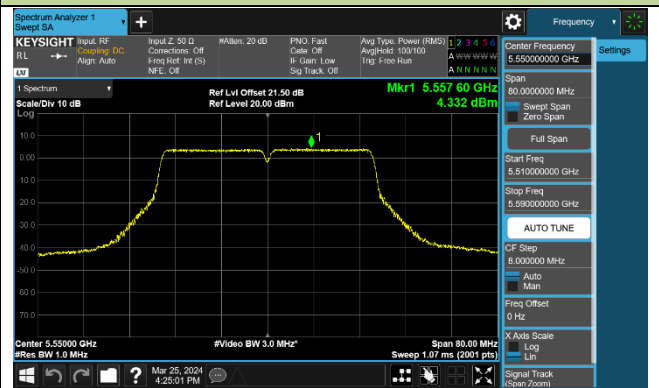 Spectrum Analyzer 1
Swept SA
+
Frequency
KEYSIGHT
RL
LXI
Input: RF
Coupling: DC
Align: Auto
Input Z: 50 Ω
Corrections: Off
Freq Ref: Int (S)
NFE: Off
#Atten: 20 dB
PNO: Fast
Gate: Off
IF Gain: Low
Sig Track: Off
Avg Type: Power (RMS)
Avg|Hold: 100/100
Trig: Free Run
1 2 3 4 5 6
A W W W W W
A N N N N N
Center Frequency
5.550000000 GHz
Settings
Span
80.0000000 MHz
Swept Span
Zero Span
Full Span
Start Freq
5.510000000 GHz
Stop Freq
5.590000000 GHz
AUTO TUNE
CF Step
8.000000 MHz
Auto
Man
Freq Offset
0 Hz
X Axis Scale
Log
Lin
Signal Track
(Span Zoom)
1 Spectrum
Scale/Div 10 dB
Log
Ref Lvl Offset 21.50 dB
Ref Level 20.00 dBm
Mkr1 5.557 60 GHz
4.332 dBm
1
10.0
0.00
-10.0
-20.0
-30.0
-40.0
-50.0
-60.0
-70.0
Center 5.55000 GHz
#Res BW 1.0 MHz
#Video BW 3.0 MHz*
Span 80.00 MHz
Sweep 1.07 ms (2001 pts)
?
Mar 25, 2024
4:25:01 PM